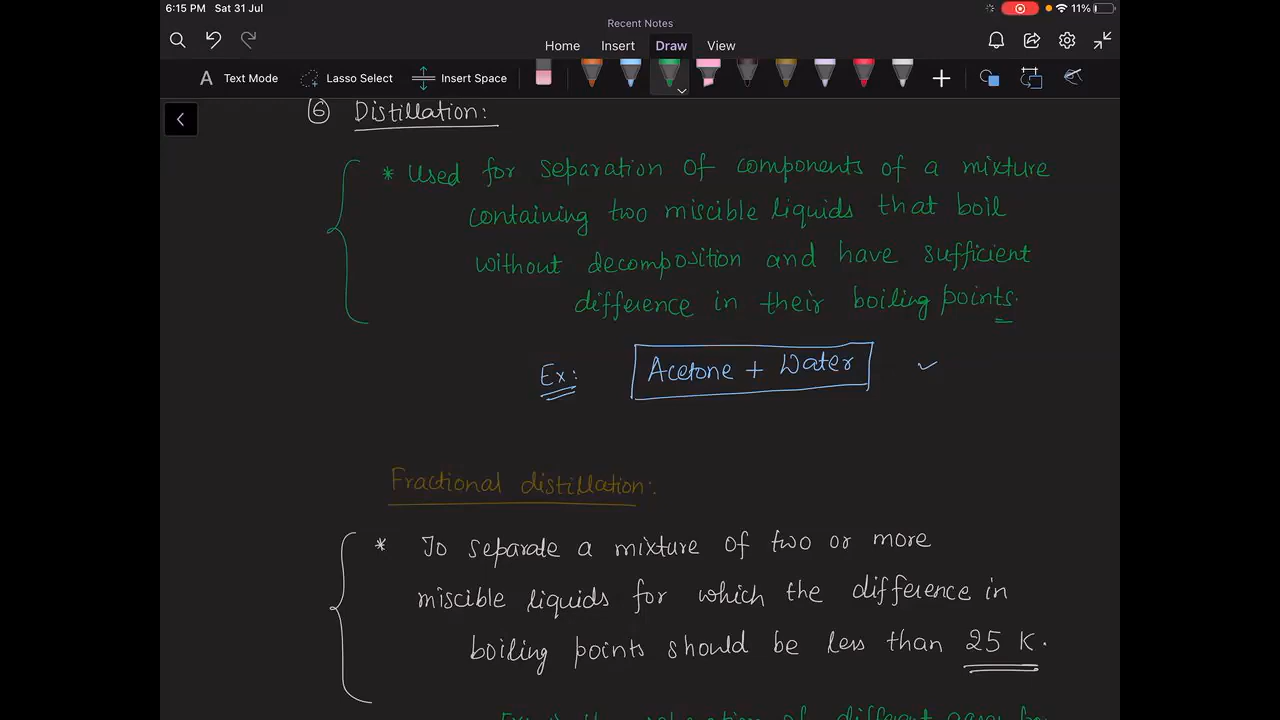 6:15 PM Sat 31 Jul
11%
Recent Notes
Home Insert Draw View
A Text Mode Lasso Select Insert Space
⑥ Distillation:
* Used for separation of components of a mixture
containing two miscible liquids that boil
without decomposition and have sufficient
difference in their boiling points.
Ex: Acetone + Water
Fractional distillation:
* To separate a mixture of two or more
miscible liquids for which the difference in
boiling points should be less than 25 K.
of different gases